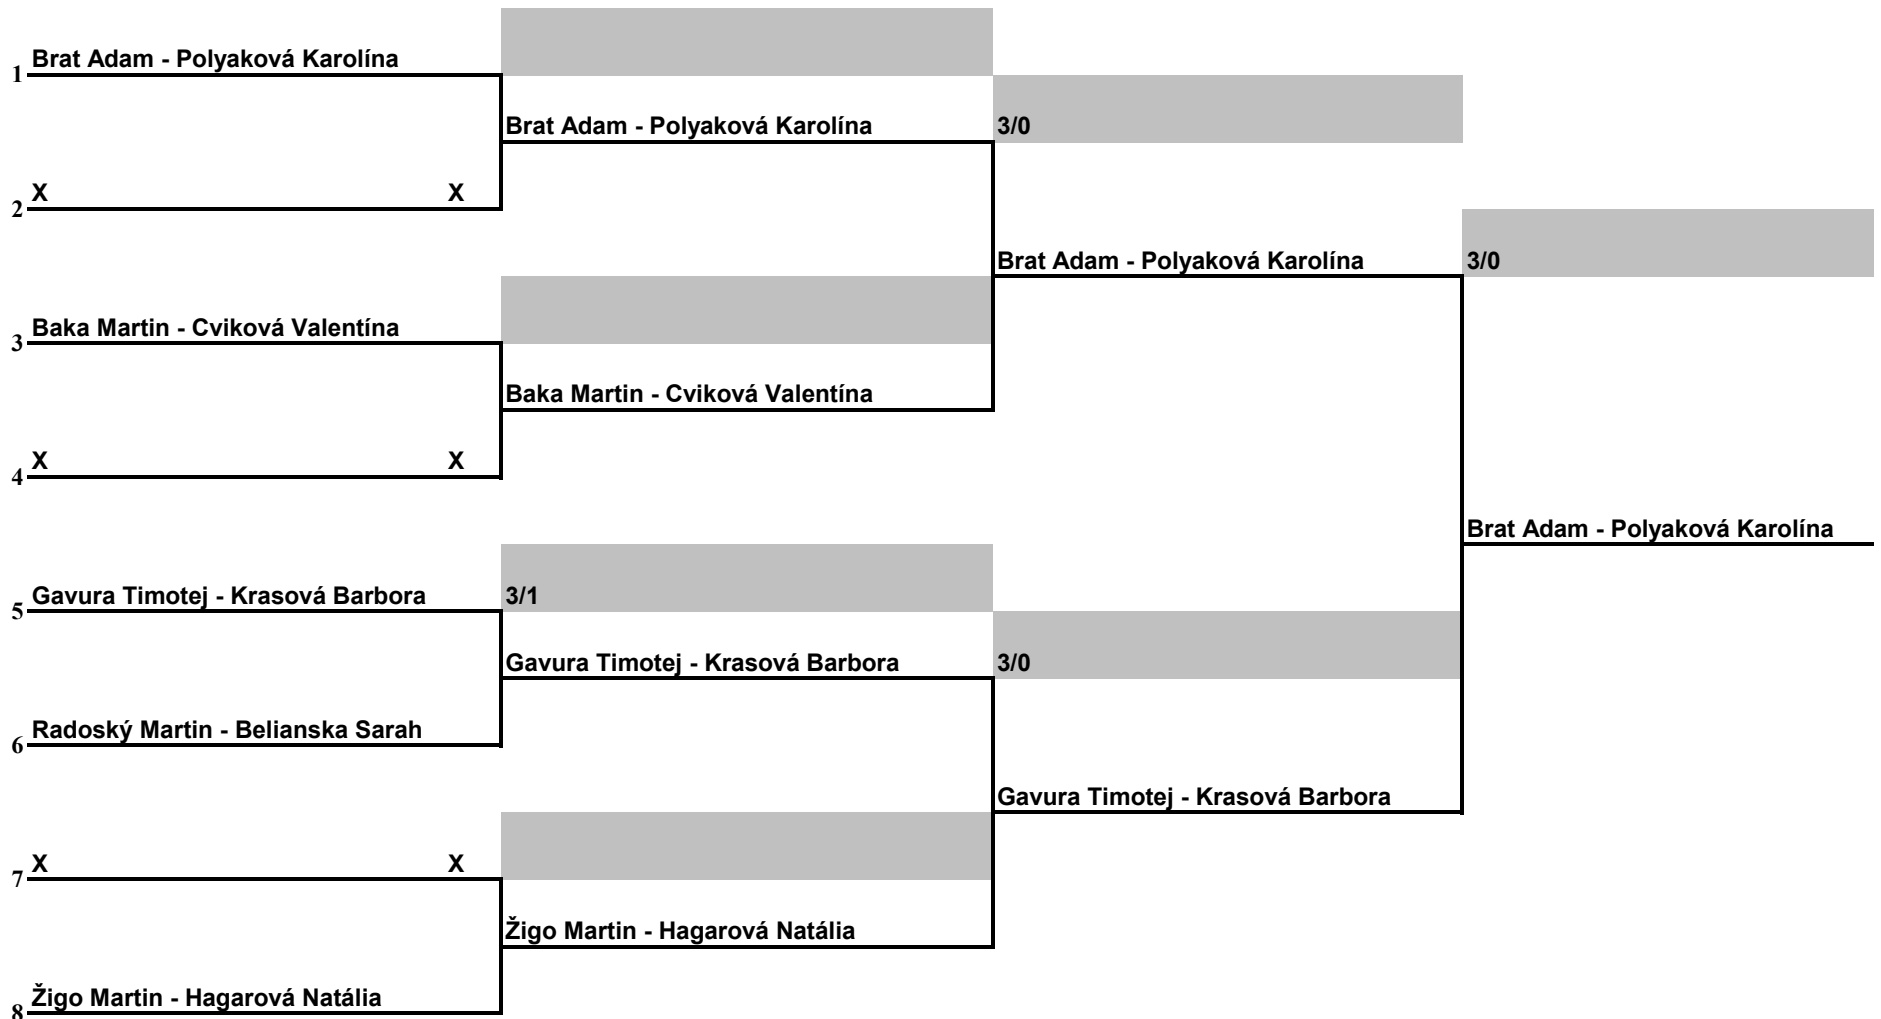 1 Brat Adam - Polyaková Karolína
Brat Adam - Polyaková Karolína 3/0
2 X X
Brat Adam - Polyaková Karolína 3/0
3 Baka Martin - Cviková Valentína
Baka Martin - Cviková Valentína
4 X X
Brat Adam - Polyaková Karolína
5 Gavura Timotej - Krasová Barbora 3/1
Gavura Timotej - Krasová Barbora 3/0
6 Radoský Martin - Belianska Sarah
Gavura Timotej - Krasová Barbora
7 X X
Žigo Martin - Hagarová Natália
8 Žigo Martin - Hagarová Natália